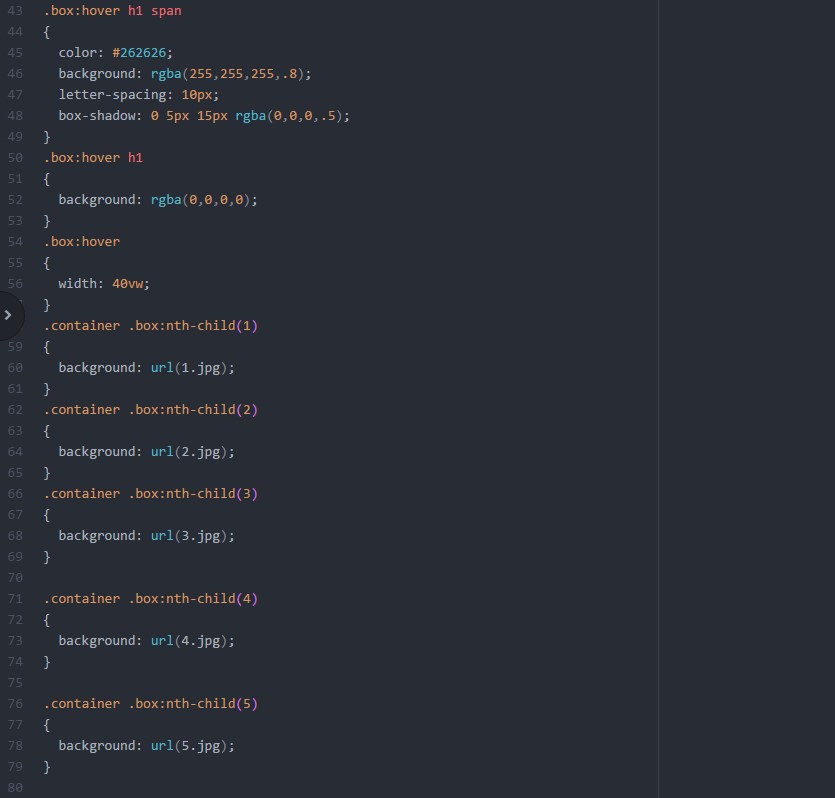 43 .box:hover h1 span
44 {
45   color: #262626;
46   background: rgba(255,255,255,.8);
47   letter-spacing: 10px;
48   box-shadow: 0 5px 15px rgba(0,0,0,.5);
49 }
50 .box:hover h1
51 {
52   background: rgba(0,0,0,0);
53 }
54 .box:hover
55 {
56   width: 40vw;
}
.container .box:nth-child(1)
59 {
60   background: url(1.jpg);
61 }
62 .container .box:nth-child(2)
63 {
64   background: url(2.jpg);
65 }
66 .container .box:nth-child(3)
67 {
68   background: url(3.jpg);
69 }
70
71 .container .box:nth-child(4)
72 {
73   background: url(4.jpg);
74 }
75
76 .container .box:nth-child(5)
77 {
78   background: url(5.jpg);
79 }
80